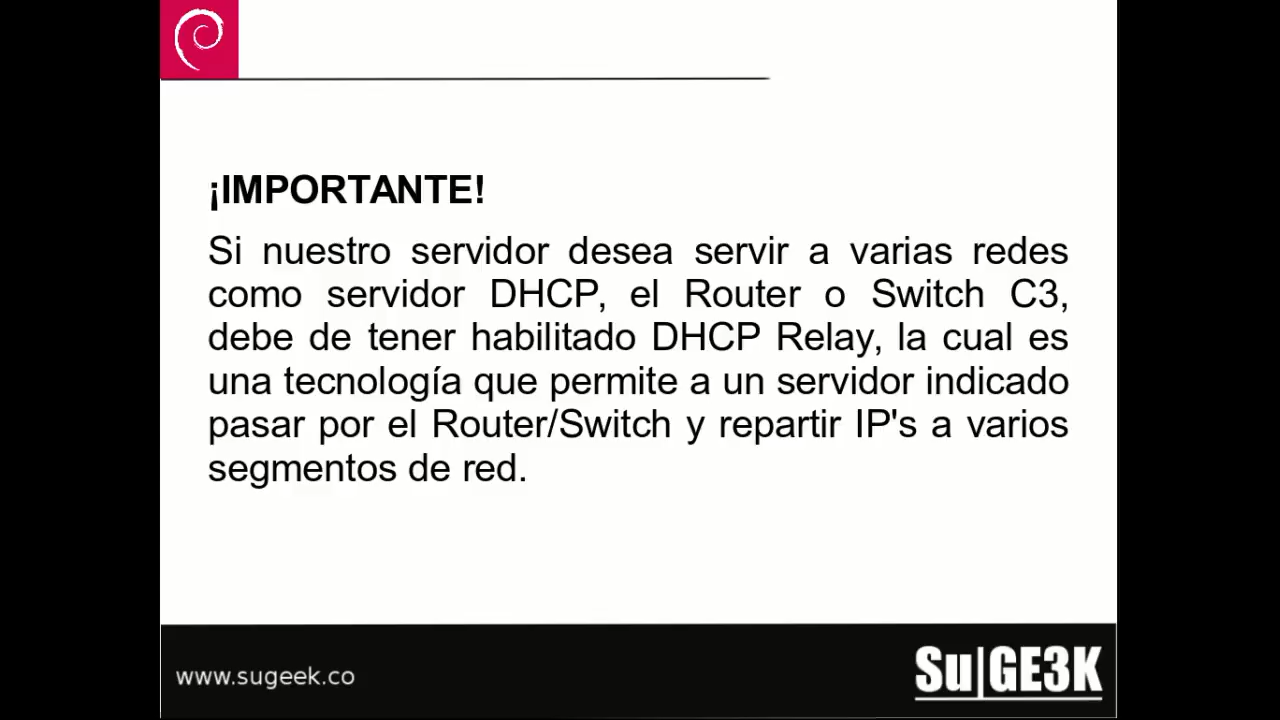 ¡IMPORTANTE!
Si nuestro servidor desea servir a varias redes
como servidor DHCP, el Router o Switch C3,
debe de tener habilitado DHCP Relay, la cual es
una tecnología que permite a un servidor indicado
pasar por el Router/Switch y repartir IP's a varios
segmentos de red.
www.sugeek.co
Su|GE3K